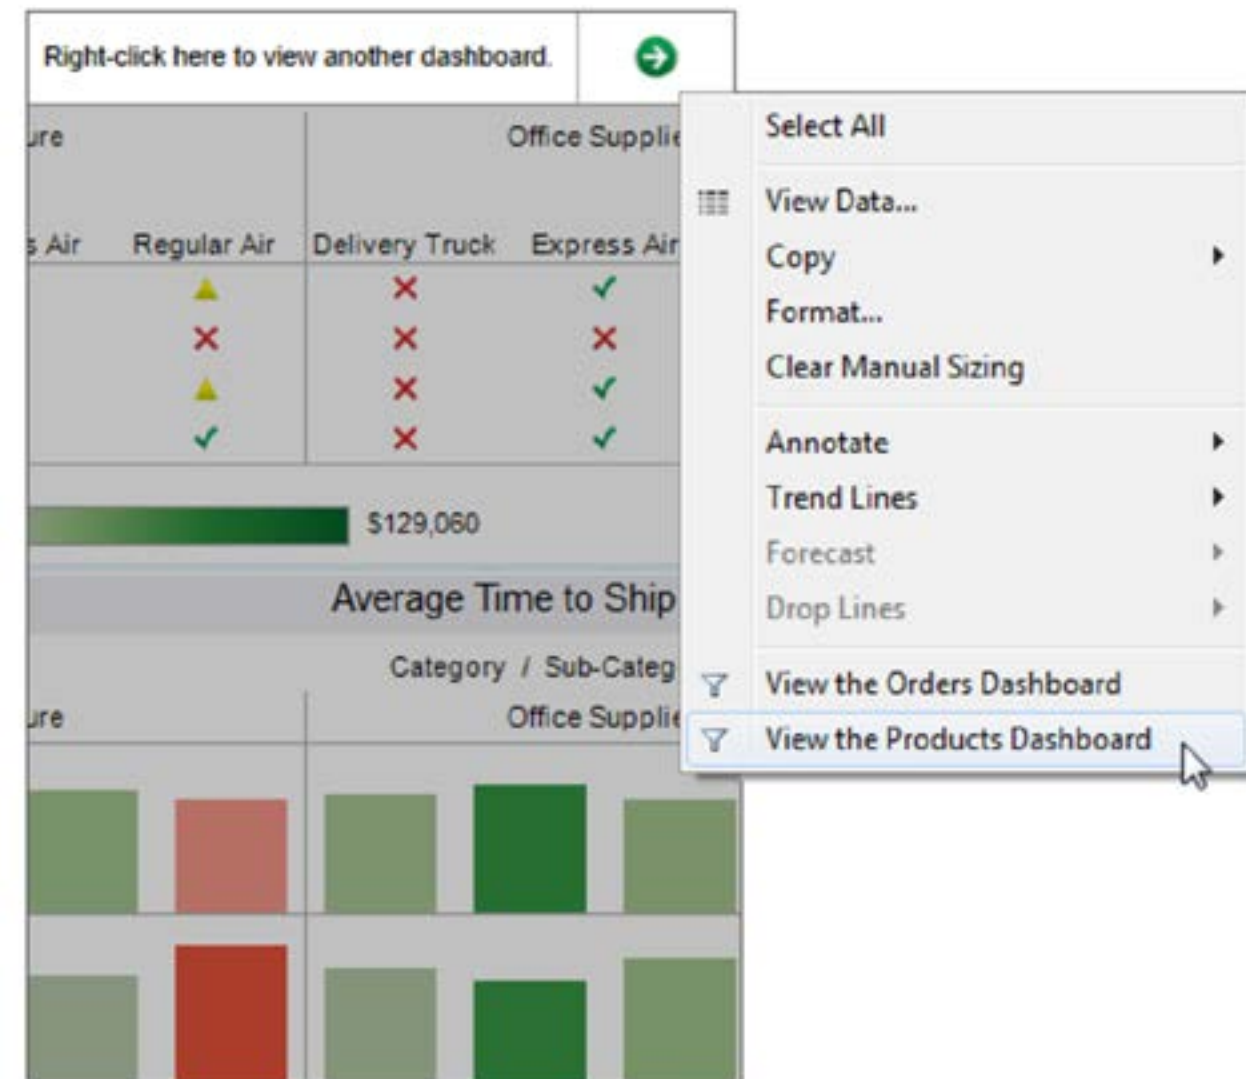 Right-click here to view another dashboard.
ure
Office Supplie
s Air
Regular Air
Delivery Truck
Express Air
$129,060
Average Time to Ship
Category / Sub-Categ
ure
Office Supplie
Select All
View Data...
Copy
Format...
Clear Manual Sizing
Annotate
Trend Lines
Forecast
Drop Lines
View the Orders Dashboard
View the Products Dashboard